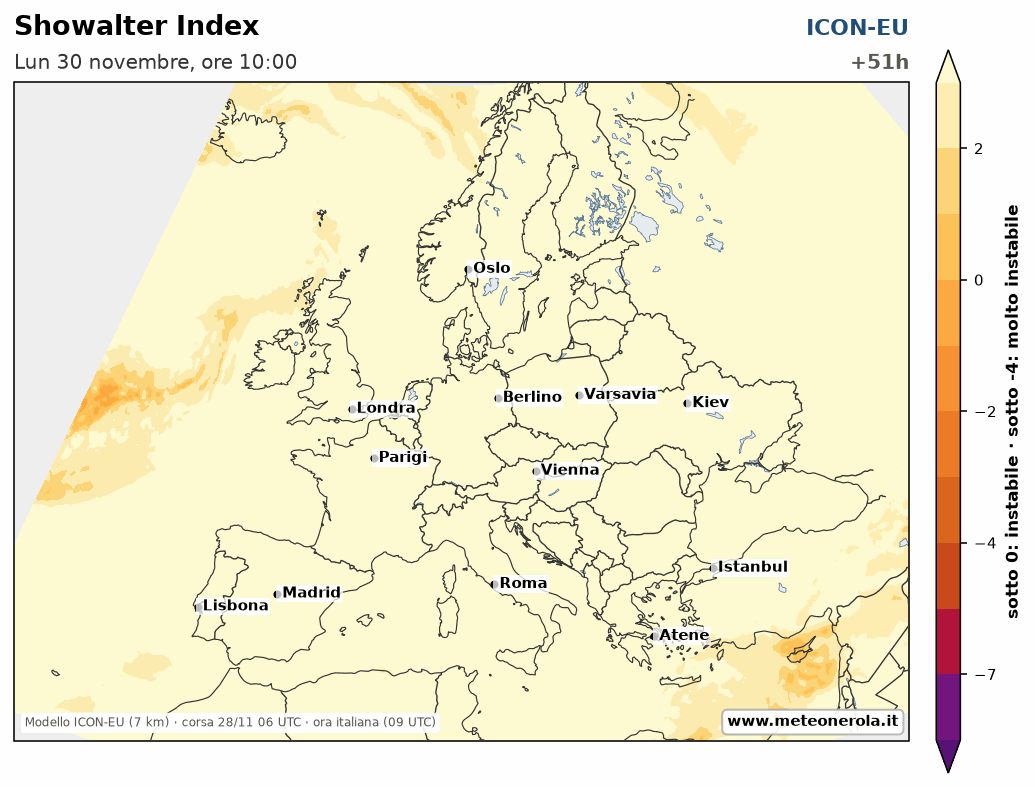 Showalter Index
ICON-EU
Lun 30 novembre, ore 10:00
+51h
Oslo
Berlino
Varsavia
Kiev
Londra
Parigi
Vienna
Istanbul
Roma
Madrid
Lisbona
Atene
Modello ICON-EU (7 km) · corsa 28/11 06 UTC · ora italiana (09 UTC)
www.meteonerola.it
2
0
−2
−4
−7
sotto 0: instabile · sotto -4: molto instabile